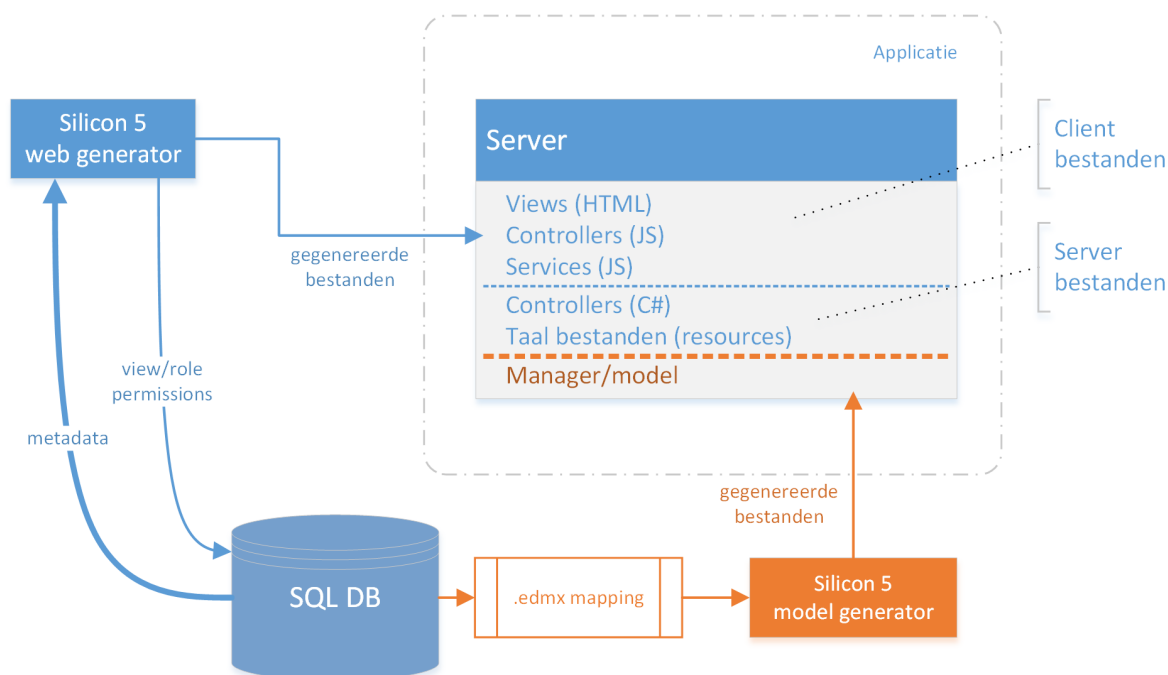 Applicatie
Silicon 5
web generator
Server
Client
bestanden
Views (HTML)
Controllers (JS)
Services (JS)
gegenereerde
bestanden
Server
bestanden
Controllers (C#)
Taal bestanden (resources)
Manager/model
view/role
permissions
metadata
gegenereerde
bestanden
SQL DB
.edmx mapping
Silicon 5
model generator